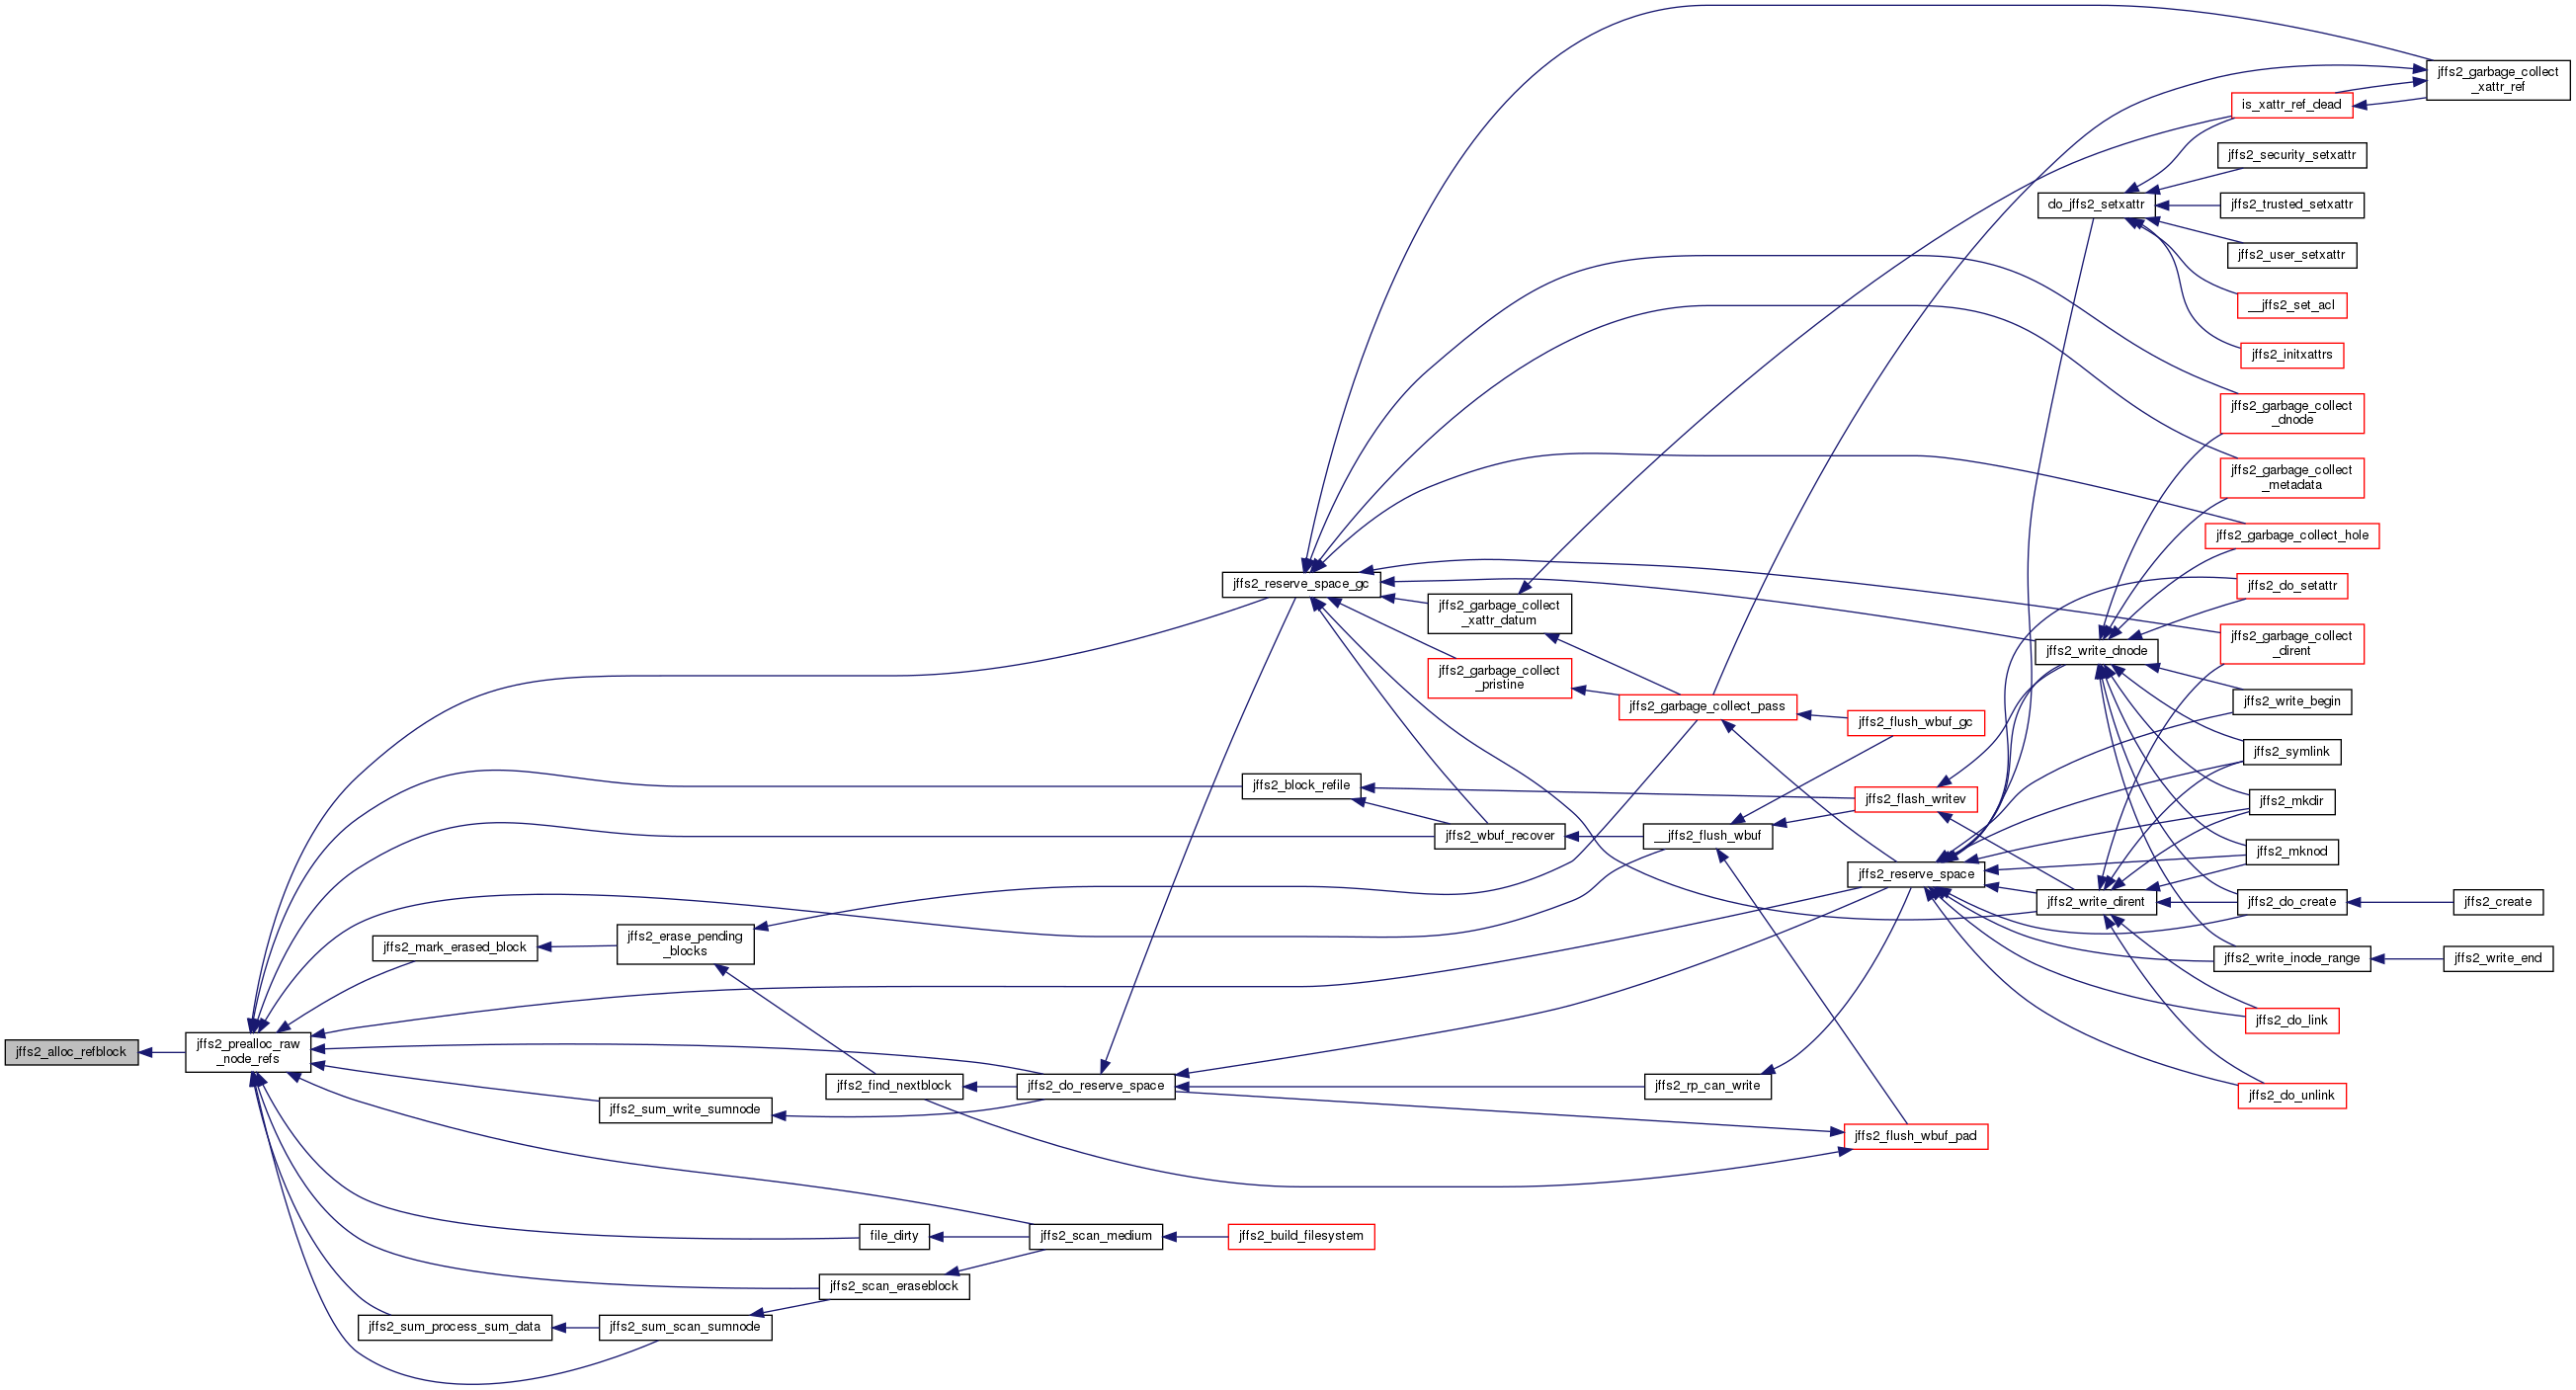 jffs2_garbage_collect
_xattr_ref
is_xattr_ref_dead
jffs2_security_setxattr
do_jffs2_setxattr
jffs2_trusted_setxattr
jffs2_user_setxattr
__jffs2_set_acl
jffs2_initxattrs
jffs2_garbage_collect
_dnode
jffs2_garbage_collect
_metadata
jffs2_garbage_collect_hole
jffs2_reserve_space_gc
jffs2_do_setattr
jffs2_garbage_collect
_xattr_datum
jffs2_garbage_collect
_dirent
jffs2_write_dnode
jffs2_garbage_collect
_pristine
jffs2_write_begin
jffs2_garbage_collect_pass
jffs2_flush_wbuf_gc
jffs2_symlink
jffs2_block_refile
jffs2_flash_writev
jffs2_mkdir
jffs2_wbuf_recover
__jffs2_flush_wbuf
jffs2_mknod
jffs2_reserve_space
jffs2_write_dirent
jffs2_do_create
jffs2_create
jffs2_mark_erased_block
jffs2_erase_pending
_blocks
jffs2_write_inode_range
jffs2_write_end
jffs2_do_link
jffs2_alloc_refblock
jffs2_prealloc_raw
_node_refs
jffs2_find_nextblock
jffs2_do_reserve_space
jffs2_rp_can_write
jffs2_do_unlink
jffs2_sum_write_sumnode
jffs2_flush_wbuf_pad
file_dirty
jffs2_scan_medium
jffs2_build_filesystem
jffs2_scan_eraseblock
jffs2_sum_process_sum_data
jffs2_sum_scan_sumnode